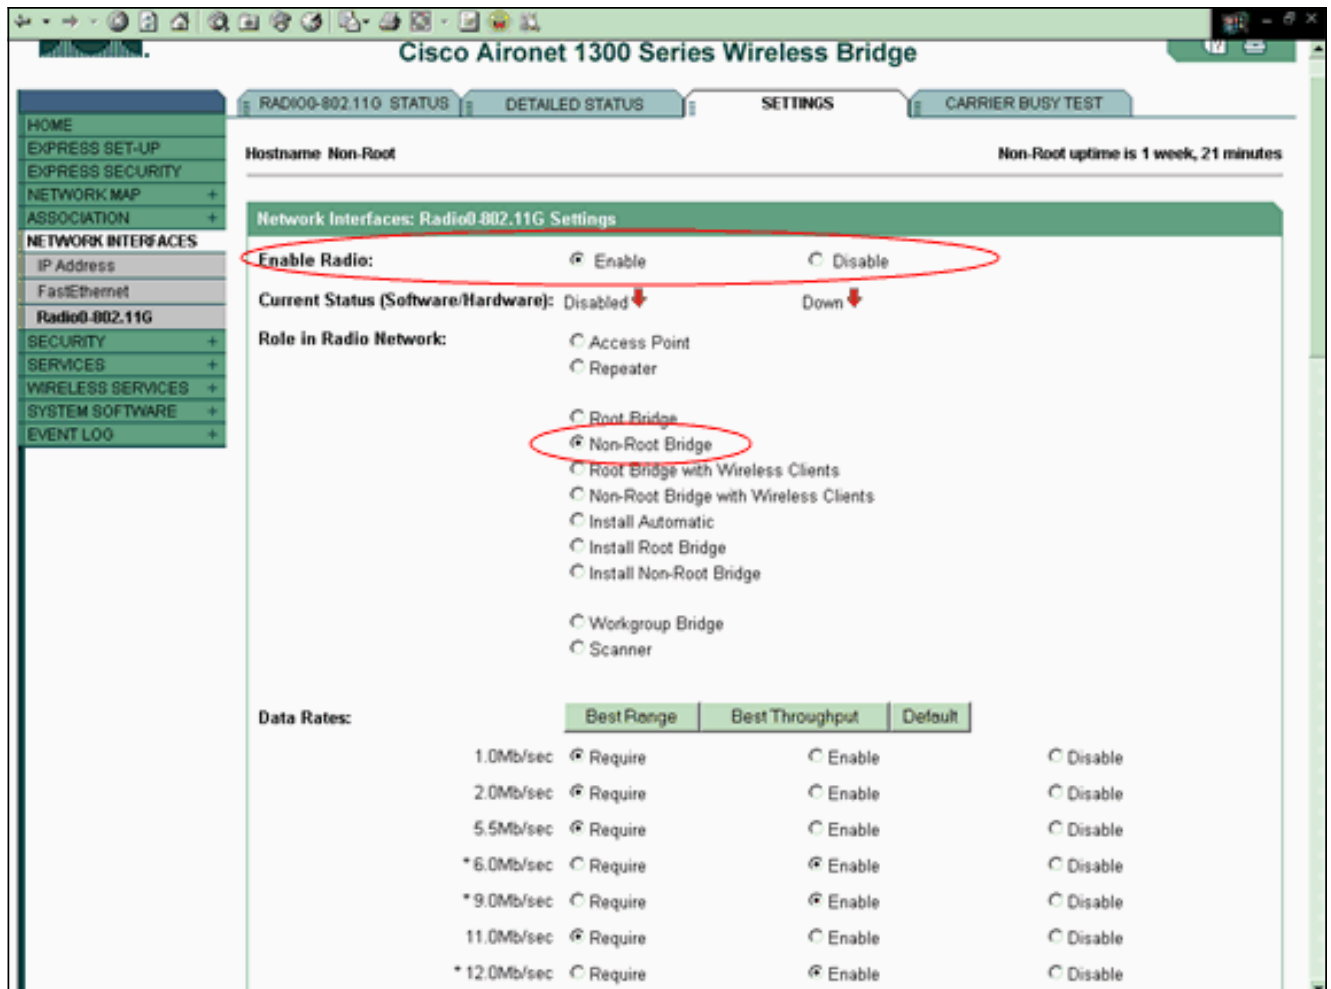 Cisco Aironet 1300 Series Wireless Bridge
RADIO0-802.11G STATUS
DETAILED STATUS
SETTINGS
CARRIER BUSY TEST
HOME
EXPRESS SET-UP
EXPRESS SECURITY
NETWORK MAP +
ASSOCIATION +
NETWORK INTERFACES
IP Address
FastEthernet
Radio0-802.11G
SECURITY +
SERVICES +
WIRELESS SERVICES +
SYSTEM SOFTWARE +
EVENT LOG +
Hostname Non-Root
Non-Root uptime is 1 week, 21 minutes
Network Interfaces: Radio0-802.11G Settings
Enable Radio: Enable Disable
Current Status (Software/Hardware): Disabled Down
Role in Radio Network: Access Point
Repeater
Root Bridge
Non-Root Bridge
Root Bridge with Wireless Clients
Non-Root Bridge with Wireless Clients
Install Automatic
Install Root Bridge
Install Non-Root Bridge
Workgroup Bridge
Scanner
Data Rates: Best Range Best Throughput Default
1.0Mb/sec Require Enable Disable
2.0Mb/sec Require Enable Disable
5.5Mb/sec Require Enable Disable
*6.0Mb/sec Require Enable Disable
*9.0Mb/sec Require Enable Disable
11.0Mb/sec Require Enable Disable
*12.0Mb/sec Require Enable Disable